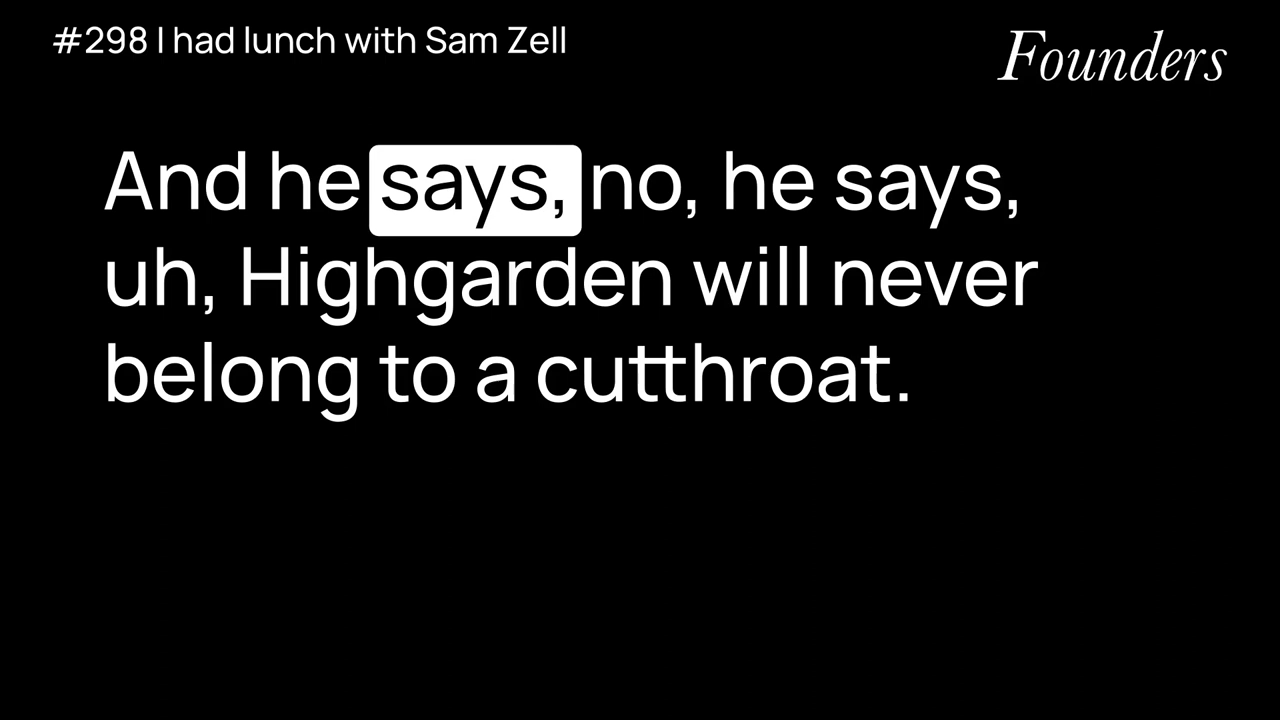 #298 I had lunch with Sam Zell
Founders
And he says, no, he says,
uh, Highgarden will never
belong to a cutthroat.